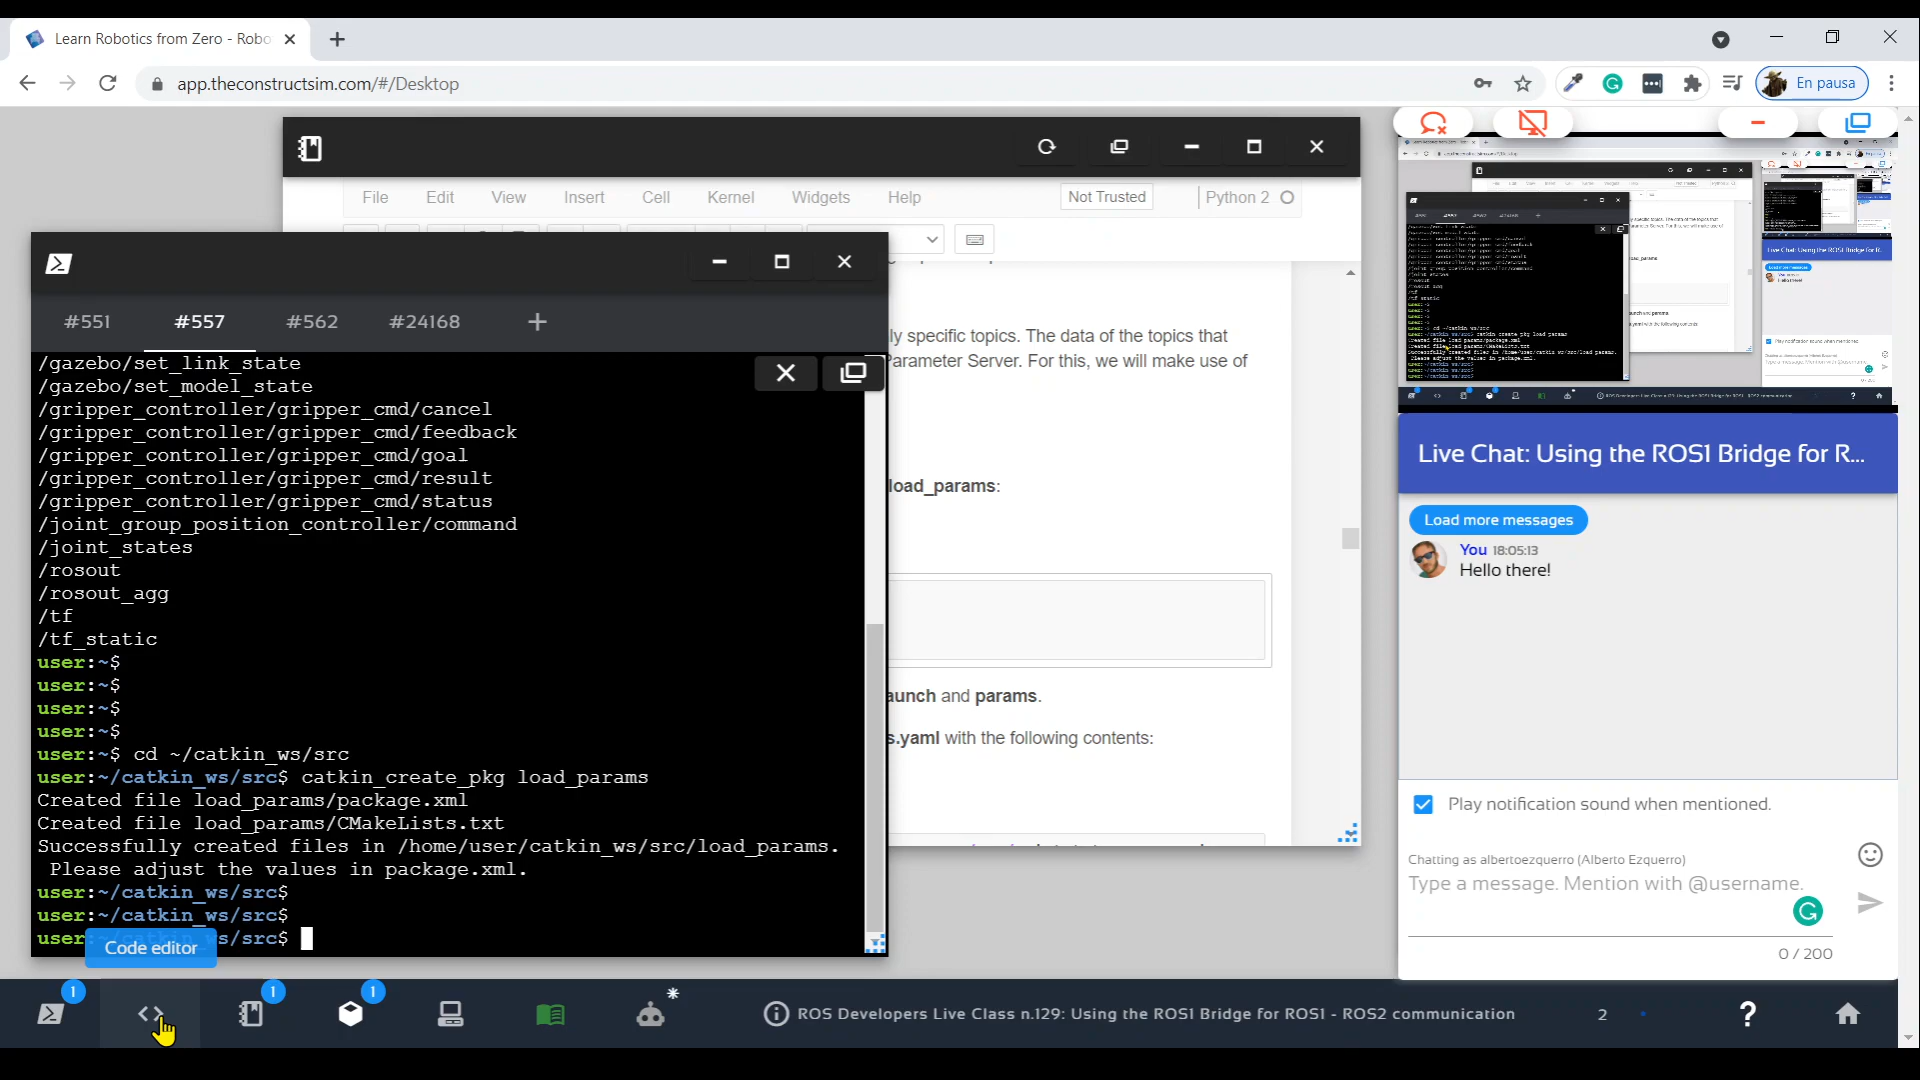 Learn Robotics from Zero - Robo
app.theconstructsim.com/#/Desktop
En pausa
File Edit View Insert Cell Kernel Widgets Help Not Trusted Python 2
#551 #557 #562 #24168
/gazebo/set_link_state
/gazebo/set_model_state
/gripper_controller/gripper_cmd/cancel
/gripper_controller/gripper_cmd/feedback
/gripper_controller/gripper_cmd/goal
/gripper_controller/gripper_cmd/result
/gripper_controller/gripper_cmd/status
/joint_group_position_controller/command
/joint_states
/rosout
/rosout_agg
/tf
/tf_static
user:~$
user:~$
user:~$
user:~$
user:~$ cd ~/catkin_ws/src
user:~/catkin_ws/src$ catkin_create_pkg load_params
Created file load_params/package.xml
Created file load_params/CMakeLists.txt
Successfully created files in /home/user/catkin_ws/src/load_params.
Please adjust the values in package.xml.
user:~/catkin_ws/src$
user:~/catkin_ws/src$
user:~/catkin_ws/src$
Code editor
ly specific topics. The data of the topics that
Parameter Server. For this, we will make use of
load_params:
aunch and params.
s.yaml with the following contents:
Live Chat: Using the ROS1 Bridge for R...
Load more messages
You 18:05:13
Hello there!
Play notification sound when mentioned.
Chatting as albertoezquerro (Alberto Ezquerro)
Type a message. Mention with @username.
0 / 200
1 1 1
ROS Developers Live Class n.129: Using the ROS1 Bridge for ROS1 - ROS2 communication
2
?